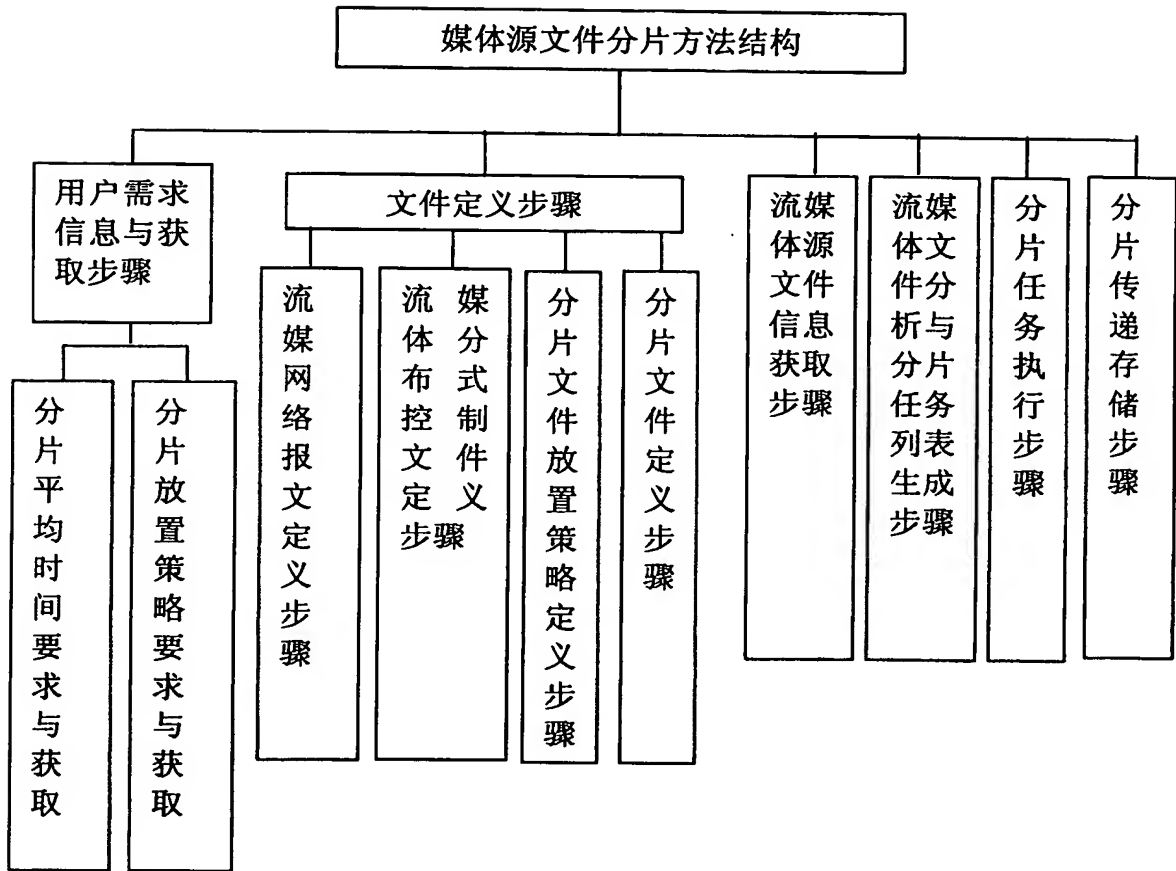 媒体源文件分片方法结构
用户需求
信息与获
取步骤
文件定义步骤
流媒
体源
文件
信息
获取
步骤
流媒
体文
件分
析与
分片
任务
列表
生成
步骤
分片任务执行步骤
分片传递存储步骤
分片平均时间要求与获取
分片放置策略要求与获取
流媒网络报文定义步骤
流 媒
体 分
布 式
控 制
文 件
定 义
步骤
分片文件放置策略定义步骤
分片文件定义步骤